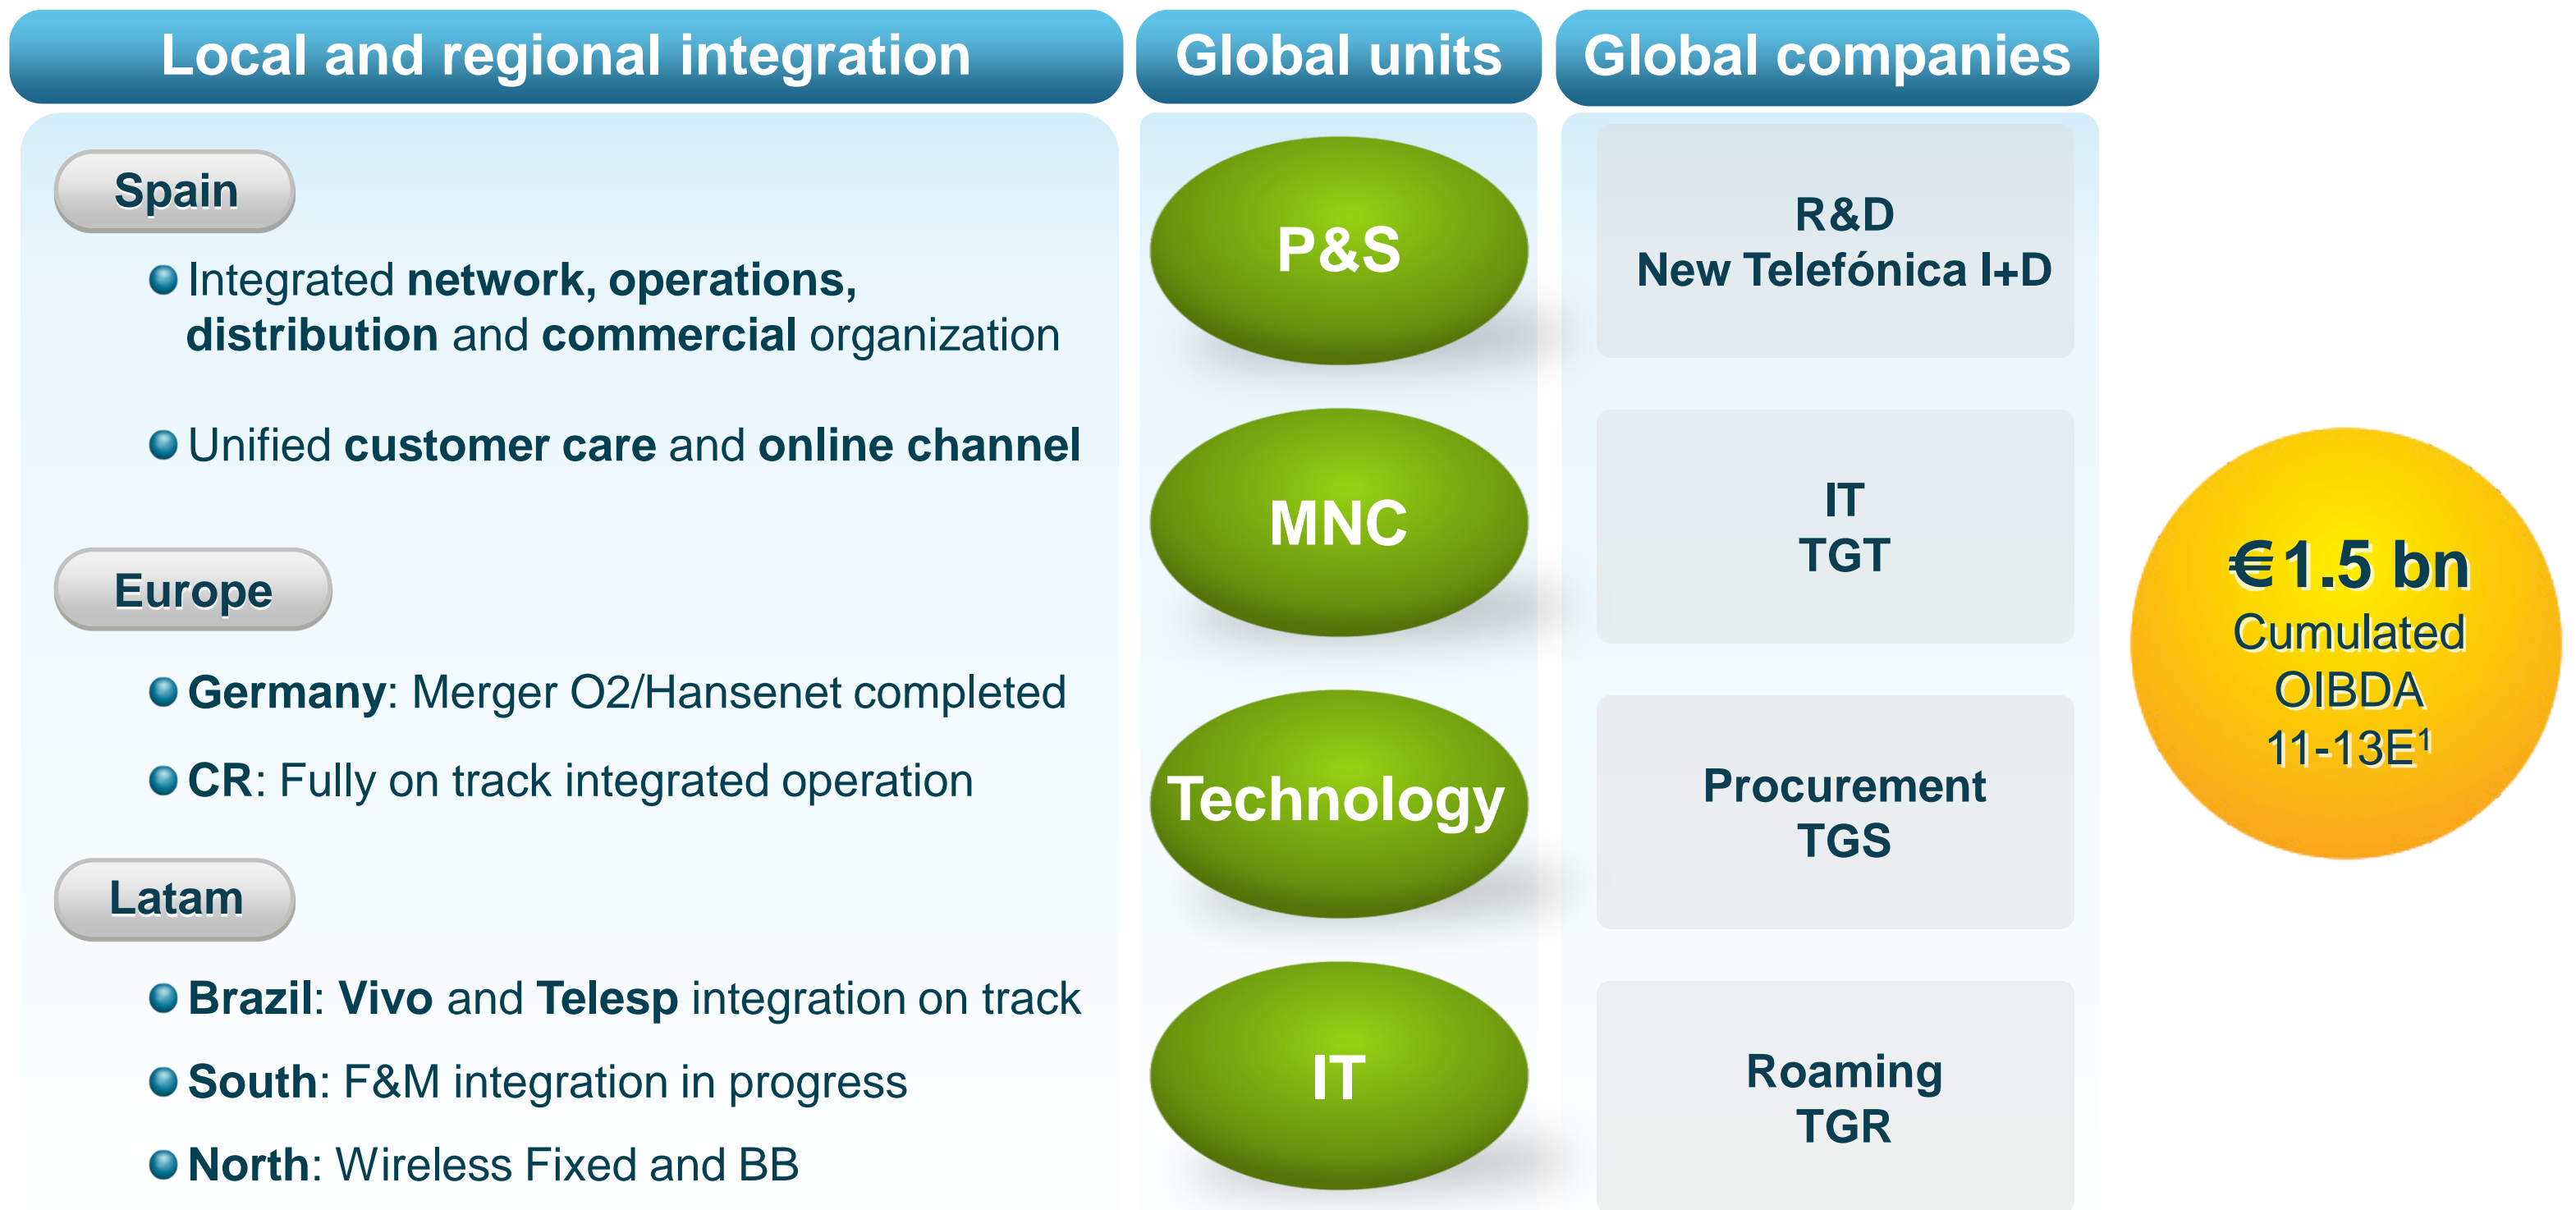 Local and regional integration
Global units
Global companies
Spain
Integrated network, operations,
distribution and commercial organization
Unified customer care and online channel
Europe
Germany: Merger O2/Hansenet completed
CR: Fully on track integrated operation
Latam
Brazil: Vivo and Telesp integration on track
South: F&M integration in progress
North: Wireless Fixed and BB
P&S
MNC
Technology
IT
R&D
New Telefónica I+D
IT
TGT
Procurement
TGS
Roaming
TGR
€1.5 bn
Cumulated
OIBDA
11-13E¹